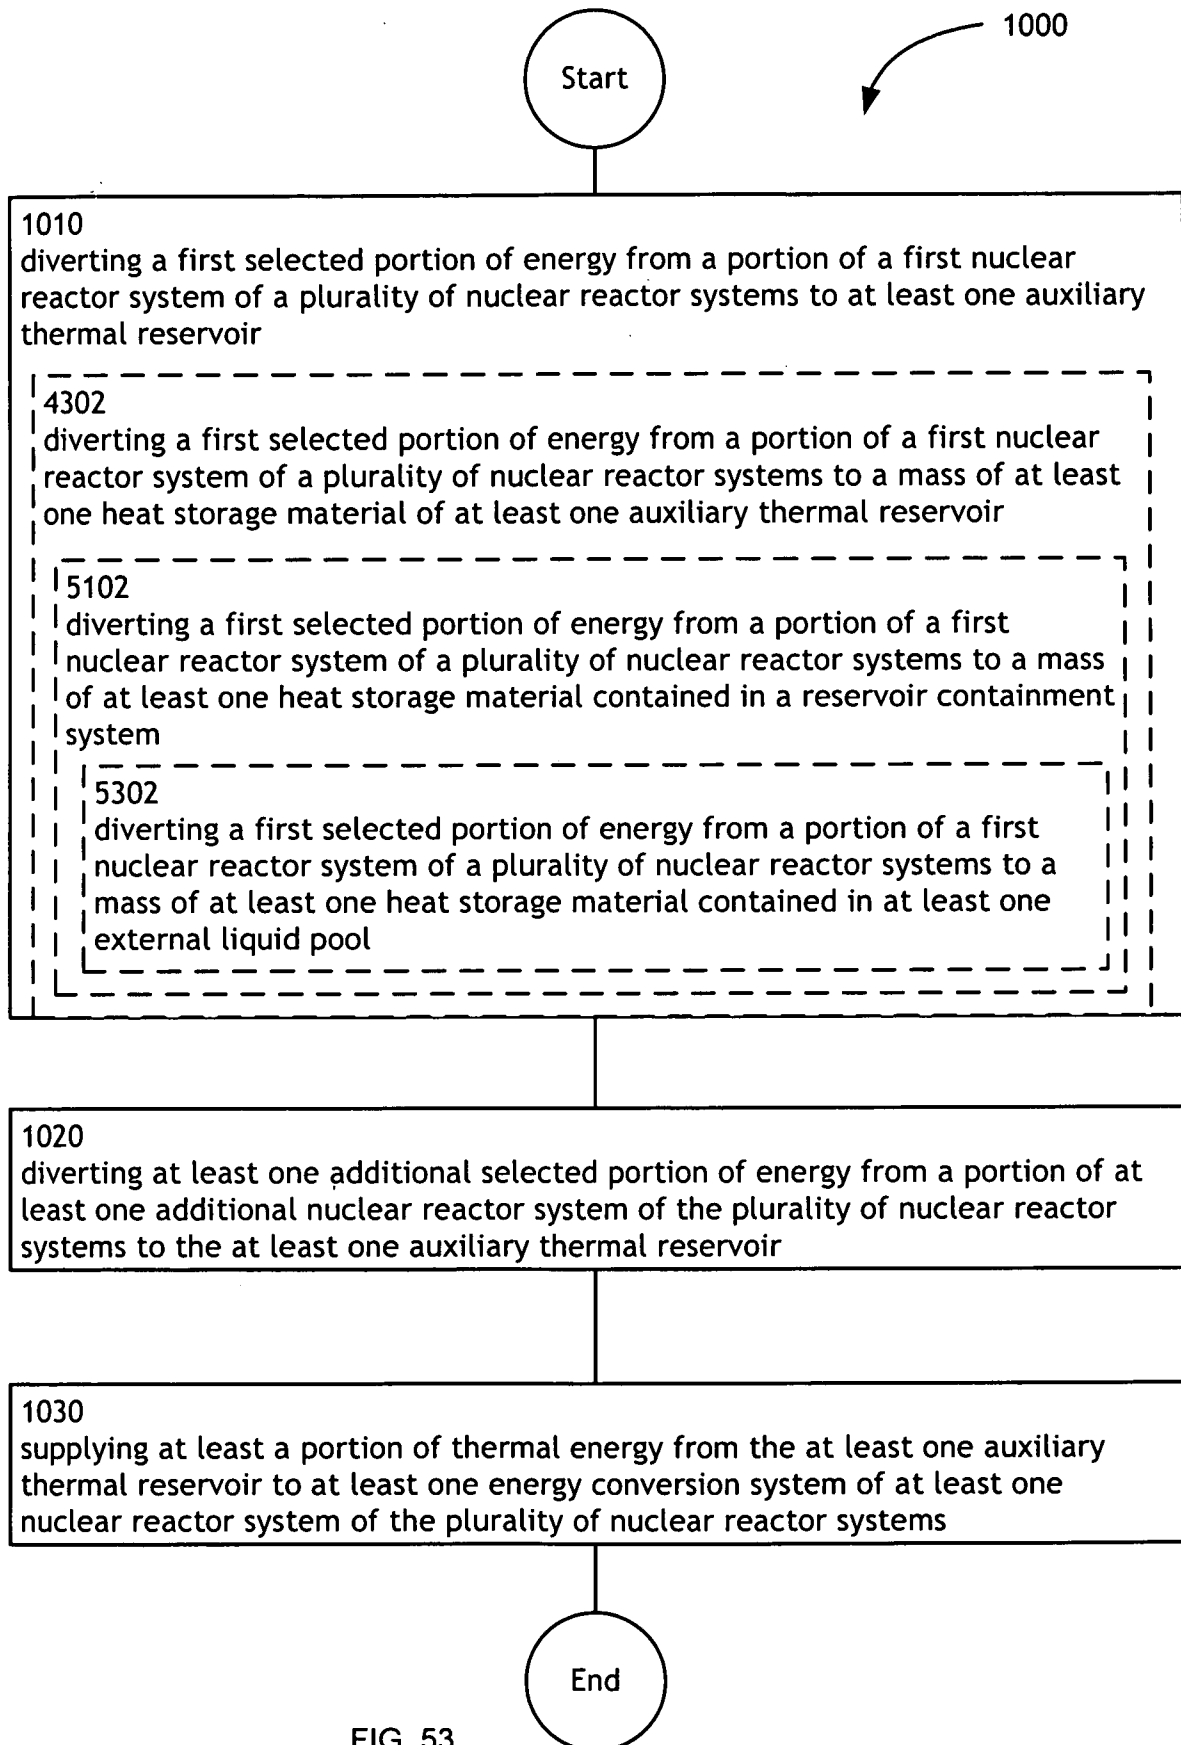 1000
Start
1010
diverting a first selected portion of energy from a portion of a first nuclear
reactor system of a plurality of nuclear reactor systems to at least one auxiliary
thermal reservoir
4302
diverting a first selected portion of energy from a portion of a first nuclear
reactor system of a plurality of nuclear reactor systems to a mass of at least
one heat storage material of at least one auxiliary thermal reservoir
5102
diverting a first selected portion of energy from a portion of a first
nuclear reactor system of a plurality of nuclear reactor systems to a mass
of at least one heat storage material contained in a reservoir containment
system
5302
diverting a first selected portion of energy from a portion of a first
nuclear reactor system of a plurality of nuclear reactor systems to a
mass of at least one heat storage material contained in at least one
external liquid pool
1020
diverting at least one additional selected portion of energy from a portion of at
least one additional nuclear reactor system of the plurality of nuclear reactor
systems to the at least one auxiliary thermal reservoir
1030
supplying at least a portion of thermal energy from the at least one auxiliary
thermal reservoir to at least one energy conversion system of at least one
nuclear reactor system of the plurality of nuclear reactor systems
End
FIG. 53